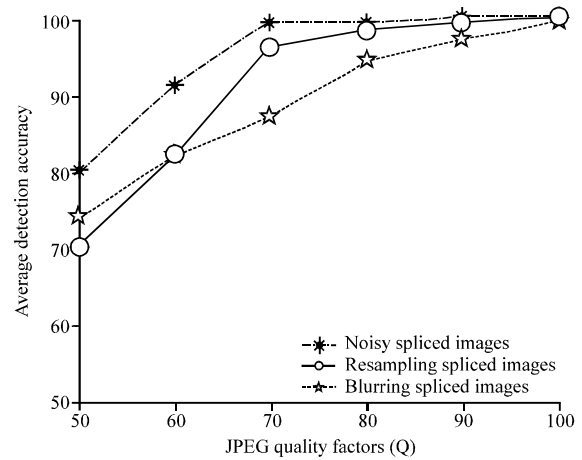 100
90
80
70
60
50
Average detection accuracy
Noisy spliced images
Resampling spliced images
Blurring spliced images
50 60 70 80 90 100
JPEG quality factors (Q)